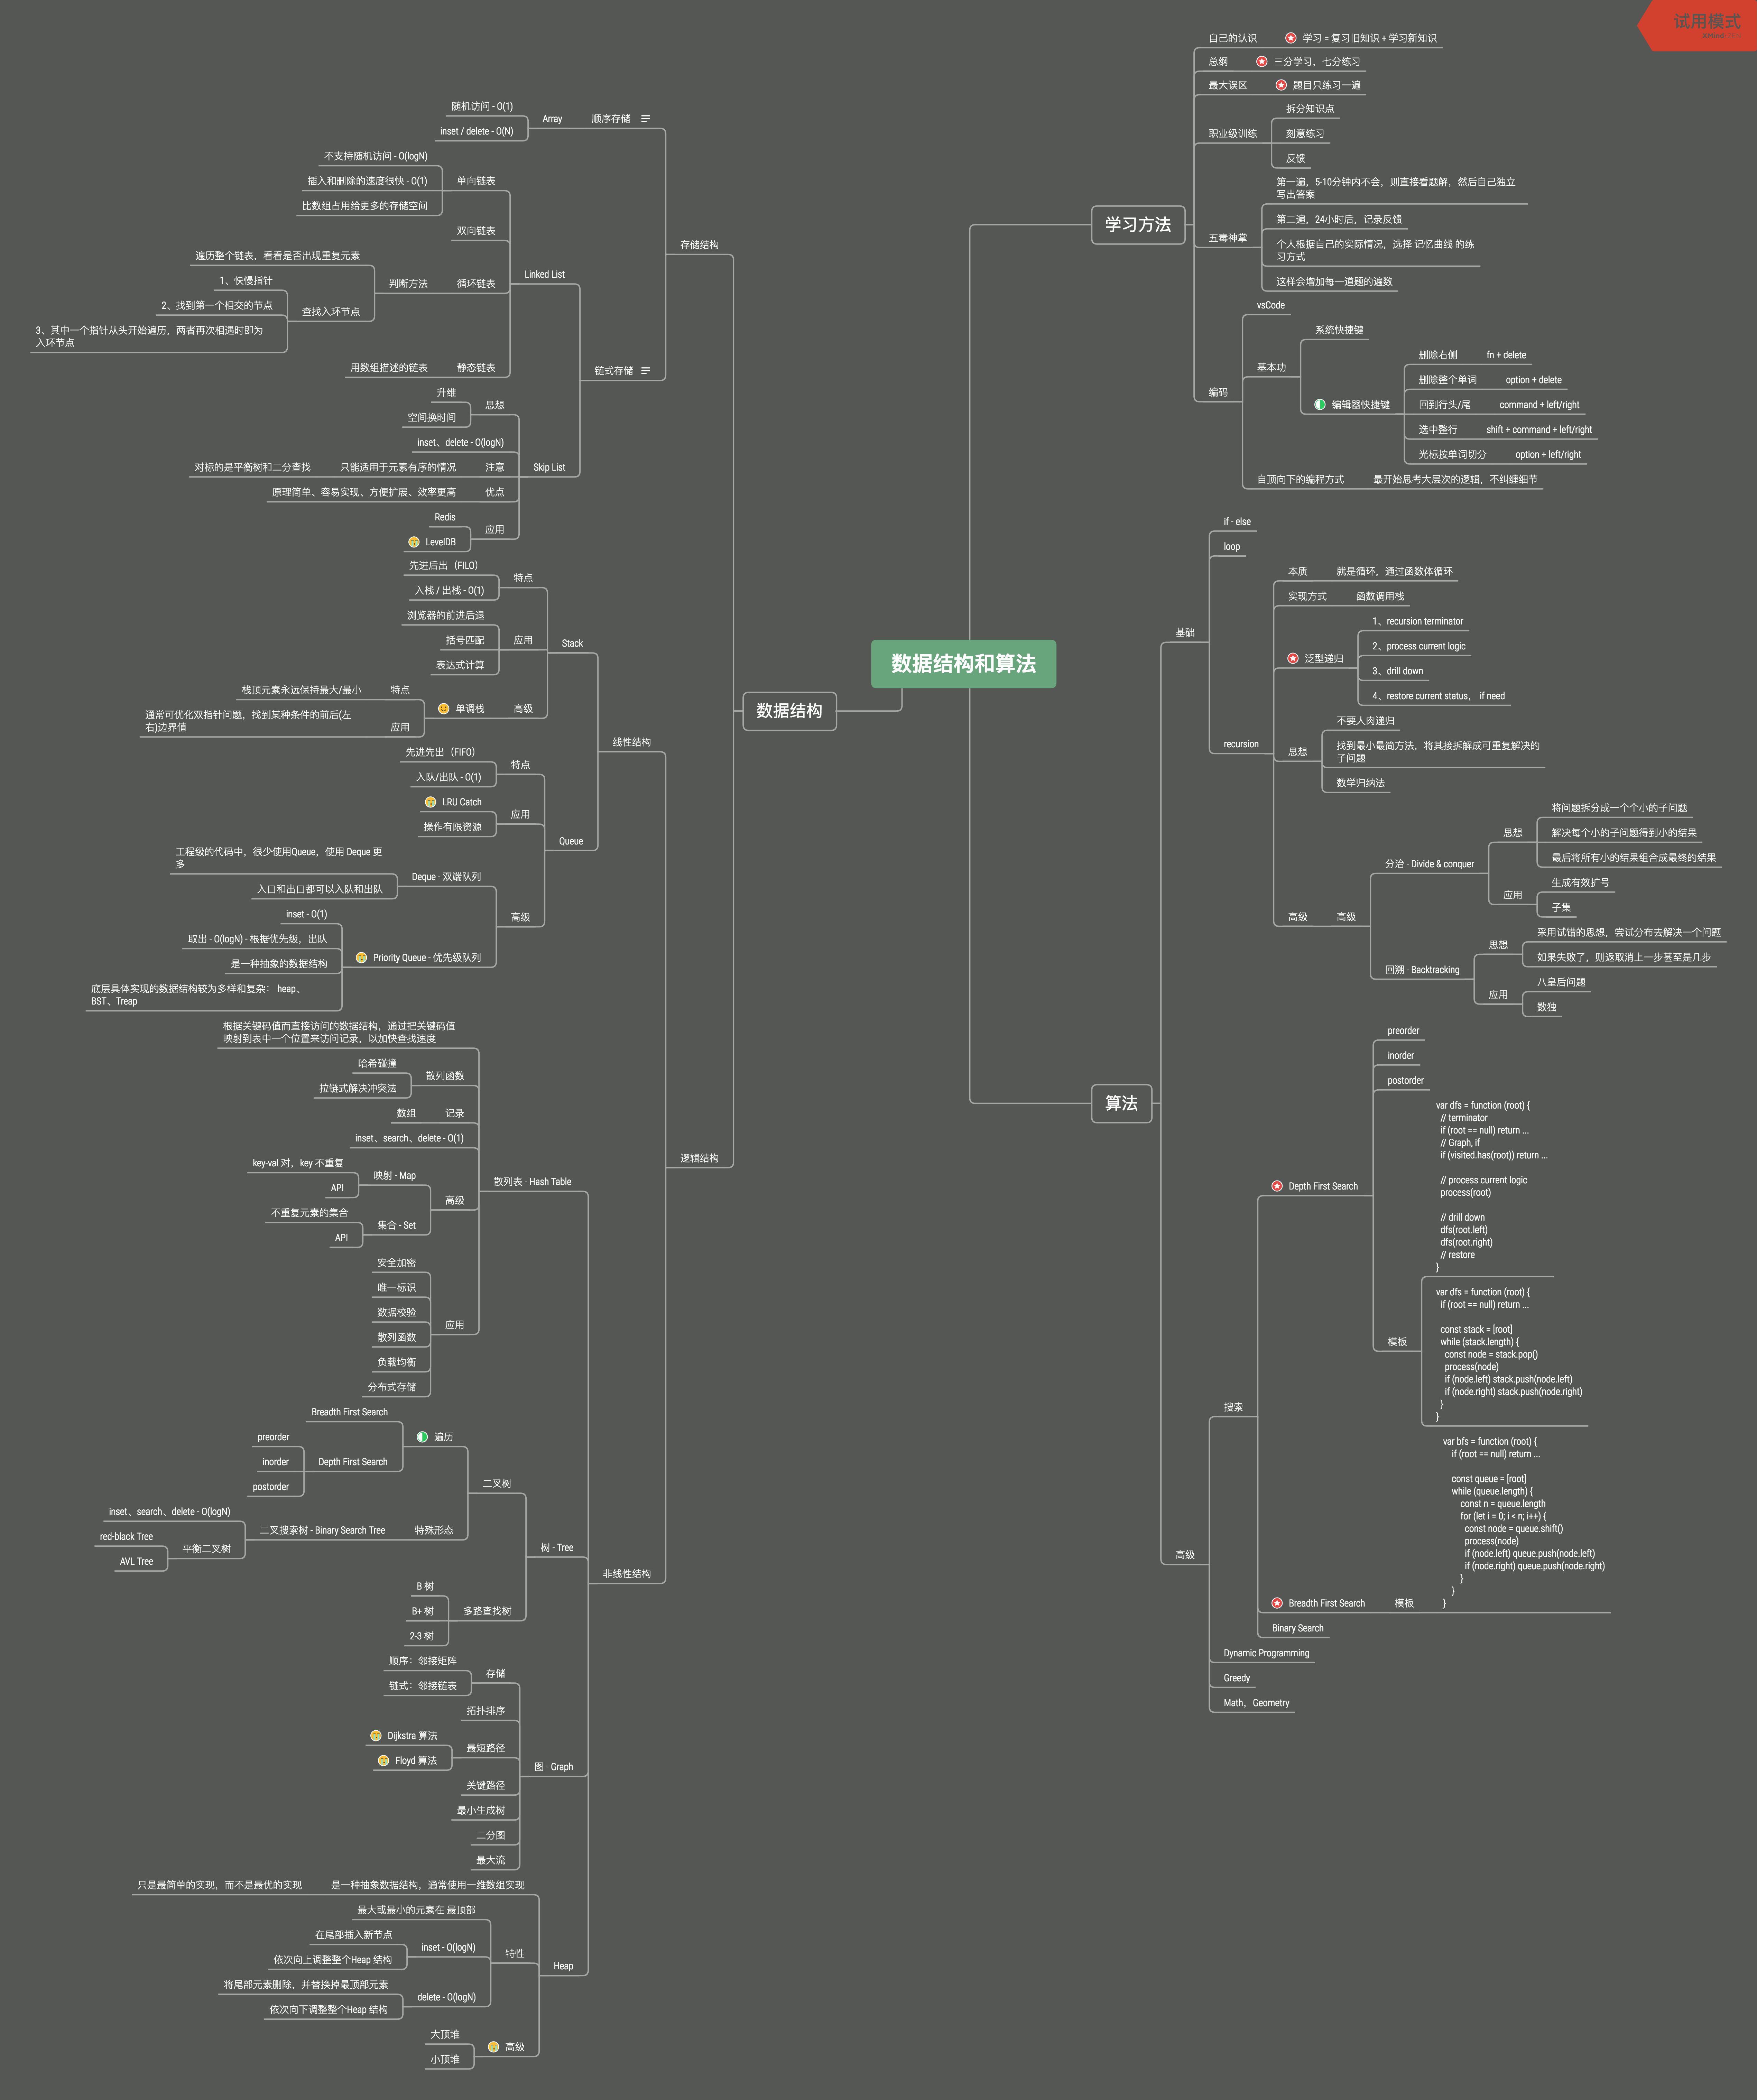 试用模式
XMind
数据结构和算法
学习方法
自己的认识
学习 = 复习旧知识 + 学习新知识
总纲
三分学习，七分练习
最大误区
题目只练习一遍
职业级训练
拆分知识点
刻意练习
反馈
五毒神掌
第一遍，5-10分钟内不会，则直接看题解，然后自己独立
写出答案
第二遍，24小时后，记录反馈
个人根据自己的实际情况，选择 记忆曲线 的练
习方式
这样会增加每一道题的遍数
编码
vsCode
基本功
系统快捷键
编辑器快捷键
删除右侧
fn + delete
删除整个单词
option + delete
回到行头/尾
command + left/right
选中整行
shift + command + left/right
光标按单词切分
option + left/right
自顶向下的编程方式
最开始思考大层次的逻辑，不纠缠细节
算法
基础
if - else
loop
recursion
本质
就是循环，通过函数体循环
实现方式
函数调用栈
泛型递归
1、recursion terminator
2、process current logic
3、drill down
4、restore current status， if need
思想
不要人肉递归
找到最小最简方法，将其接拆解成可重复解决的
子问题
数学归纳法
高级
高级
分治 - Divide & conquer
思想
将问题拆分成一个个小的子问题
解决每个小的子问题得到小的结果
最后将所有小的结果组合成最终的结果
应用
生成有效扩号
子集
回溯 - Backtracking
思想
采用试错的思想，尝试分布去解决一个问题
如果失败了，则返取消上一步甚至是几步
应用
八皇后问题
数独
高级
搜索
Depth First Search
preorder
inorder
postorder
模板
var dfs = function (root) {
// terminator
if (root == null) return ...
// Graph, if
if (visited.has(root)) return ...
// process current logic
process(root)
// drill down
dfs(root.left)
dfs(root.right)
// restore
}
var dfs = function (root) {
if (root == null) return ...
const stack = [root]
while (stack.length) {
const node = stack.pop()
process(node)
if (node.left) stack.push(node.left)
if (node.right) stack.push(node.right)
}
}
Breadth First Search
模板
var bfs = function (root) {
if (root == null) return ...
const queue = [root]
while (queue.length) {
const n = queue.length
for (let i = 0; i < n; i++) {
const node = queue.shift()
process(node)
if (node.left) queue.push(node.left)
if (node.right) queue.push(node.right)
}
}
}
Binary Search
Dynamic Programming
Greedy
Math，Geometry
数据结构
存储结构
顺序存储
Array
随机访问 - O(1)
inset / delete - O(N)
链式存储
Linked List
单向链表
不支持随机访问 - O(logN)
插入和删除的速度很快 - O(1)
比数组占用给更多的存储空间
双向链表
循环链表
判断方法
遍历整个链表，看看是否出现重复元素
查找入环节点
1、快慢指针
2、找到第一个相交的节点
3、其中一个指针从头开始遍历，两者再次相遇时即为
入环节点
静态链表
用数组描述的链表
Skip List
思想
升维
空间换时间
inset、delete - O(logN)
注意
只能适用于元素有序的情况
对标的是平衡树和二分查找
优点
原理简单、容易实现、方便扩展、效率更高
应用
Redis
LevelDB
逻辑结构
线性结构
Stack
特点
先进后出（FILO）
入栈 / 出栈 - O(1)
应用
浏览器的前进后退
括号匹配
表达式计算
高级
单调栈
特点
栈顶元素永远保持最大/最小
应用
通常可优化双指针问题，找到某种条件的前后(左
右)边界值
Queue
特点
先进先出（FIFO）
入队/出队 - O(1)
应用
LRU Catch
操作有限资源
高级
Deque - 双端队列
工程级的代码中，很少使用Queue，使用 Deque 更
多
入口和出口都可以入队和出队
Priority Queue - 优先级队列
inset - O(1)
取出 - O(logN) - 根据优先级，出队
是一种抽象的数据结构
底层具体实现的数据结构较为多样和复杂： heap、
BST、Treap
非线性结构
散列表 - Hash Table
根据关键码值而直接访问的数据结构，通过把关键码值
映射到表中一个位置来访问记录，以加快查找速度
散列函数
哈希碰撞
拉链式解决冲突法
记录
数组
inset、search、delete - O(1)
高级
映射 - Map
key-val 对，key 不重复
API
集合 - Set
不重复元素的集合
API
应用
安全加密
唯一标识
数据校验
散列函数
负载均衡
分布式存储
树 - Tree
二叉树
遍历
Breadth First Search
Depth First Search
preorder
inorder
postorder
特殊形态
二叉搜索树 - Binary Search Tree
inset、search、delete - O(logN)
平衡二叉树
red-black Tree
AVL Tree
多路查找树
B 树
B+ 树
2-3 树
图 - Graph
存储
顺序：邻接矩阵
链式：邻接链表
拓扑排序
最短路径
Dijkstra 算法
Floyd 算法
关键路径
最小生成树
二分图
最大流
Heap
是一种抽象数据结构，通常使用一维数组实现
只是最简单的实现，而不是最优的实现
特性
最大或最小的元素在 最顶部
inset - O(logN)
在尾部插入新节点
依次向上调整整个Heap 结构
delete - O(logN)
将尾部元素删除，并替换掉最顶部元素
依次向下调整整个Heap 结构
高级
大顶堆
小顶堆